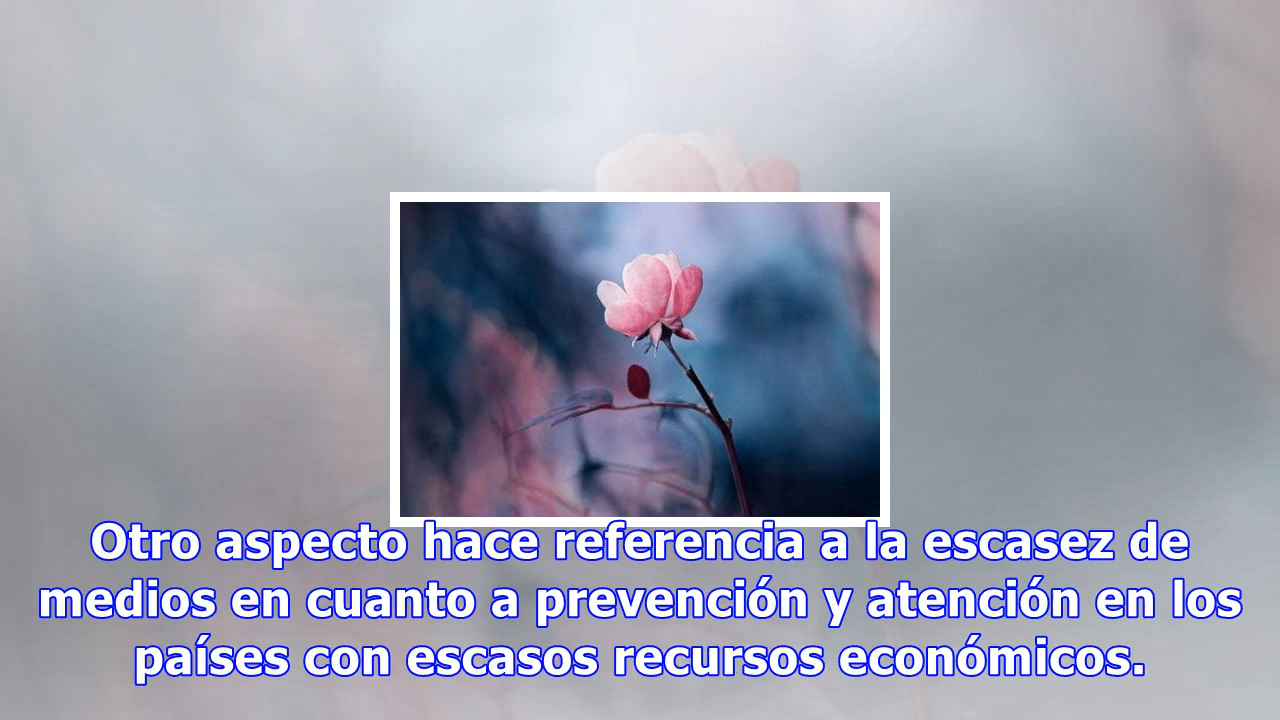 Otro aspecto hace referencia a la escasez de
medios en cuanto a prevención y atención en los
países con escasos recursos económicos.